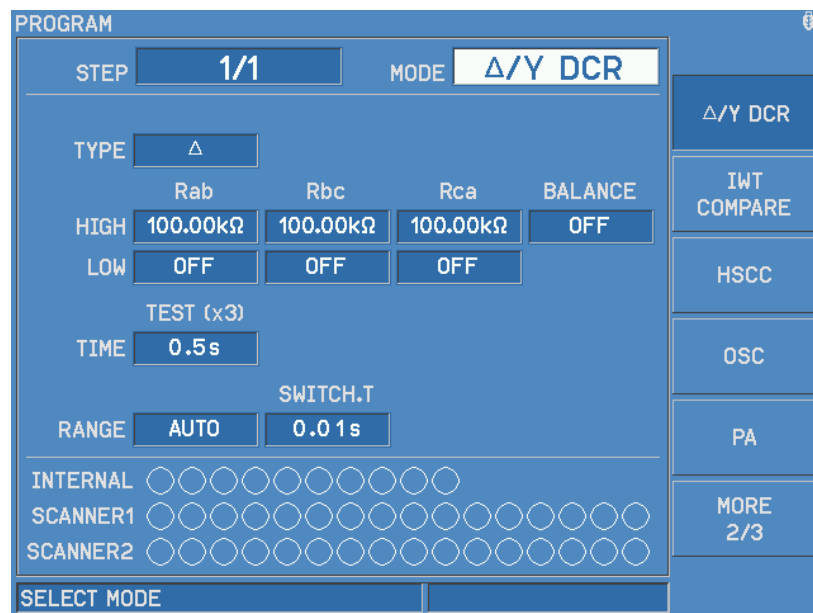 PROGRAM
STEP 1/1 MODE Δ/Y DCR
TYPE Δ
Rab Rbc Rca BALANCE
HIGH 100.00kΩ 100.00kΩ 100.00kΩ OFF
LOW OFF OFF OFF
TEST (x3)
TIME 0.5s
SWITCH.T
RANGE AUTO 0.01s
INTERNAL
SCANNER1
SCANNER2
SELECT MODE
Δ/Y DCR
IWT
COMPARE
HSCC
OSC
PA
MORE
2/3